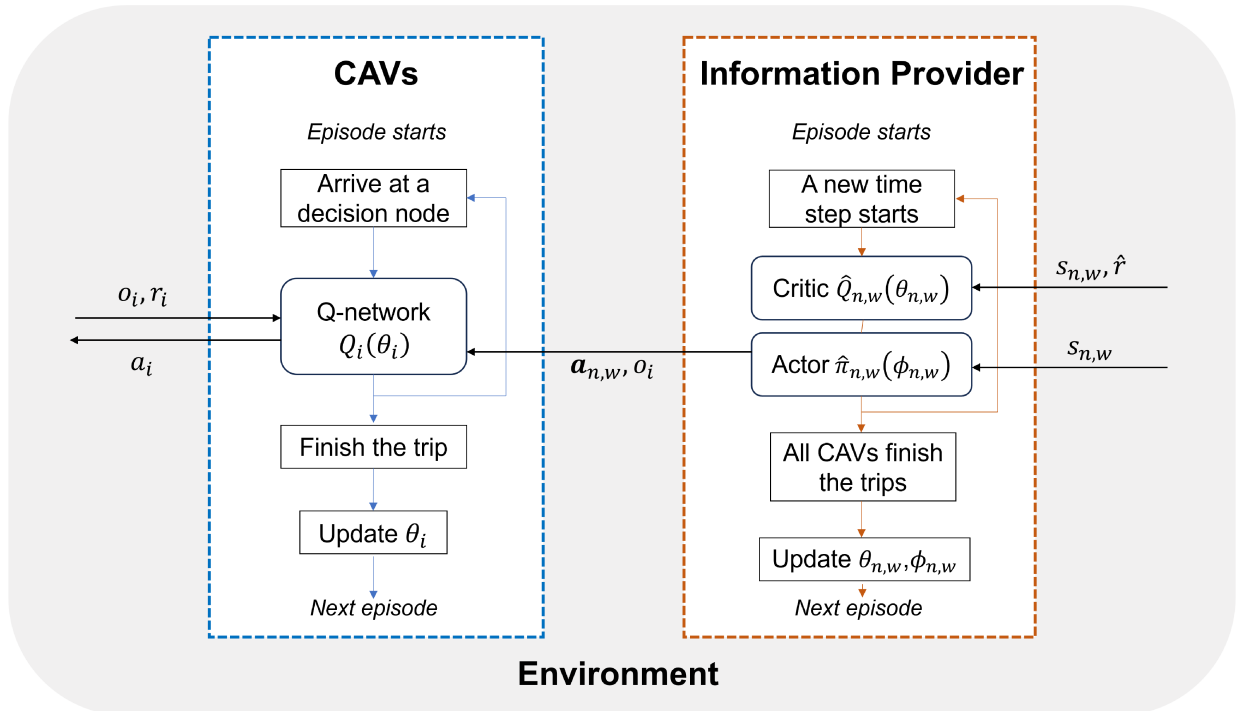 CAVs
Episode starts
Arrive at a
decision node
o_i, r_i
a_i
Q-network
Q_i(θ_i)
Finish the trip
Update θ_i
Next episode
𝒂_{n,w}, o_i
Information Provider
Episode starts
A new time
step starts
Critic Q̂_{n,w}(θ_{n,w})
s_{n,w}, r̂
Actor π̂_{n,w}(ϕ_{n,w})
s_{n,w}
All CAVs finish
the trips
Update θ_{n,w},ϕ_{n,w}
Next episode
Environment